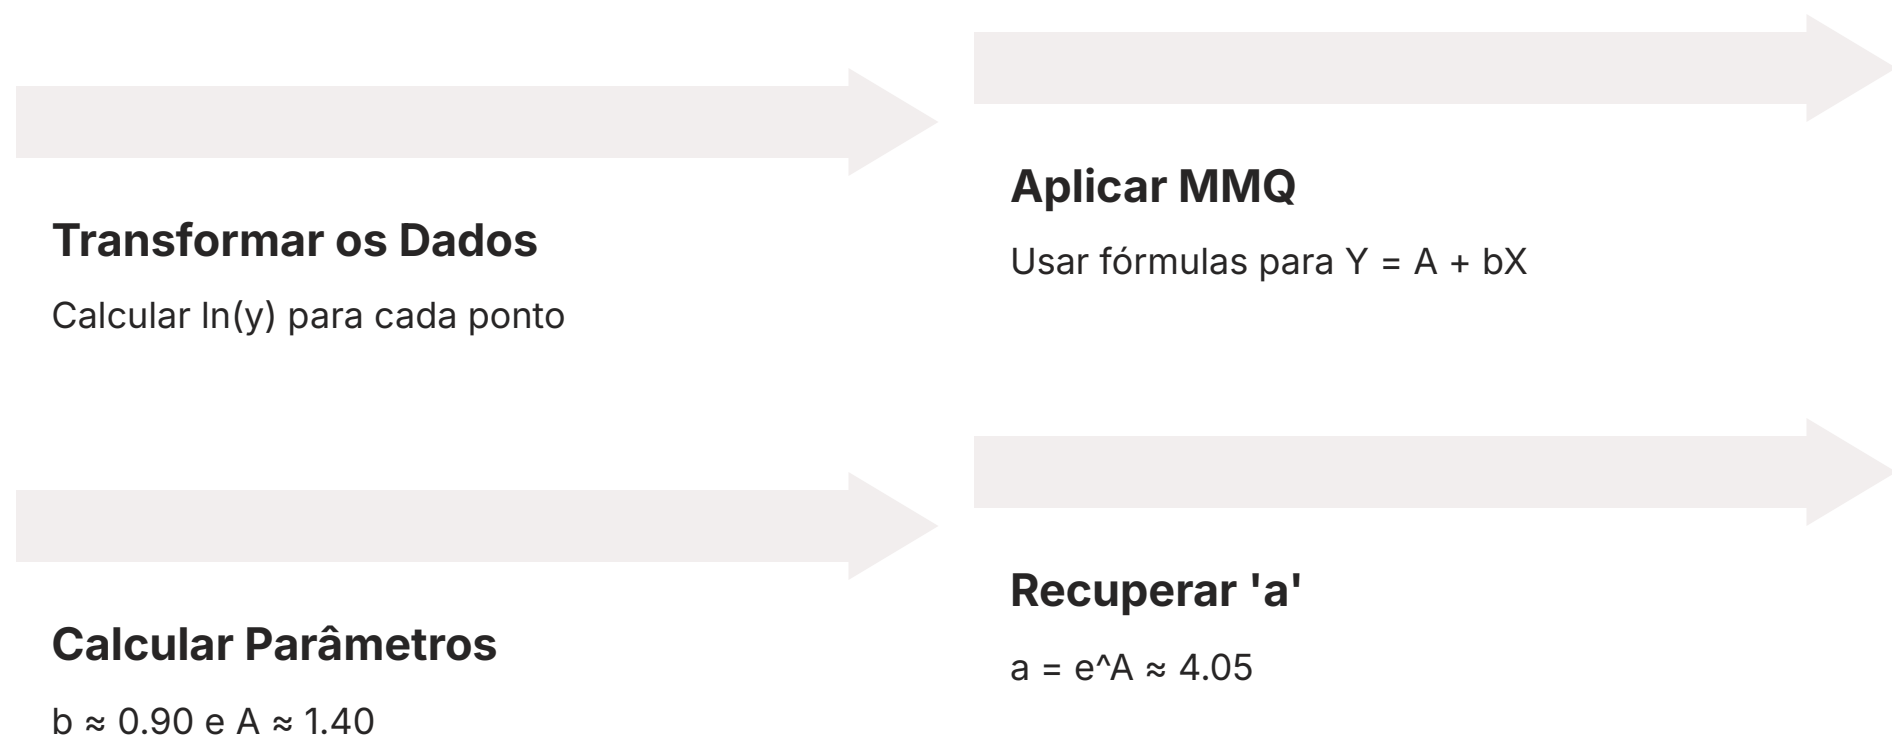 Transformar os Dados
Calcular ln(y) para cada ponto
Aplicar MMQ
Usar fórmulas para Y = A + bX
Calcular Parâmetros
b ≈ 0.90 e A ≈ 1.40
Recuperar 'a'
a = e^A ≈ 4.05